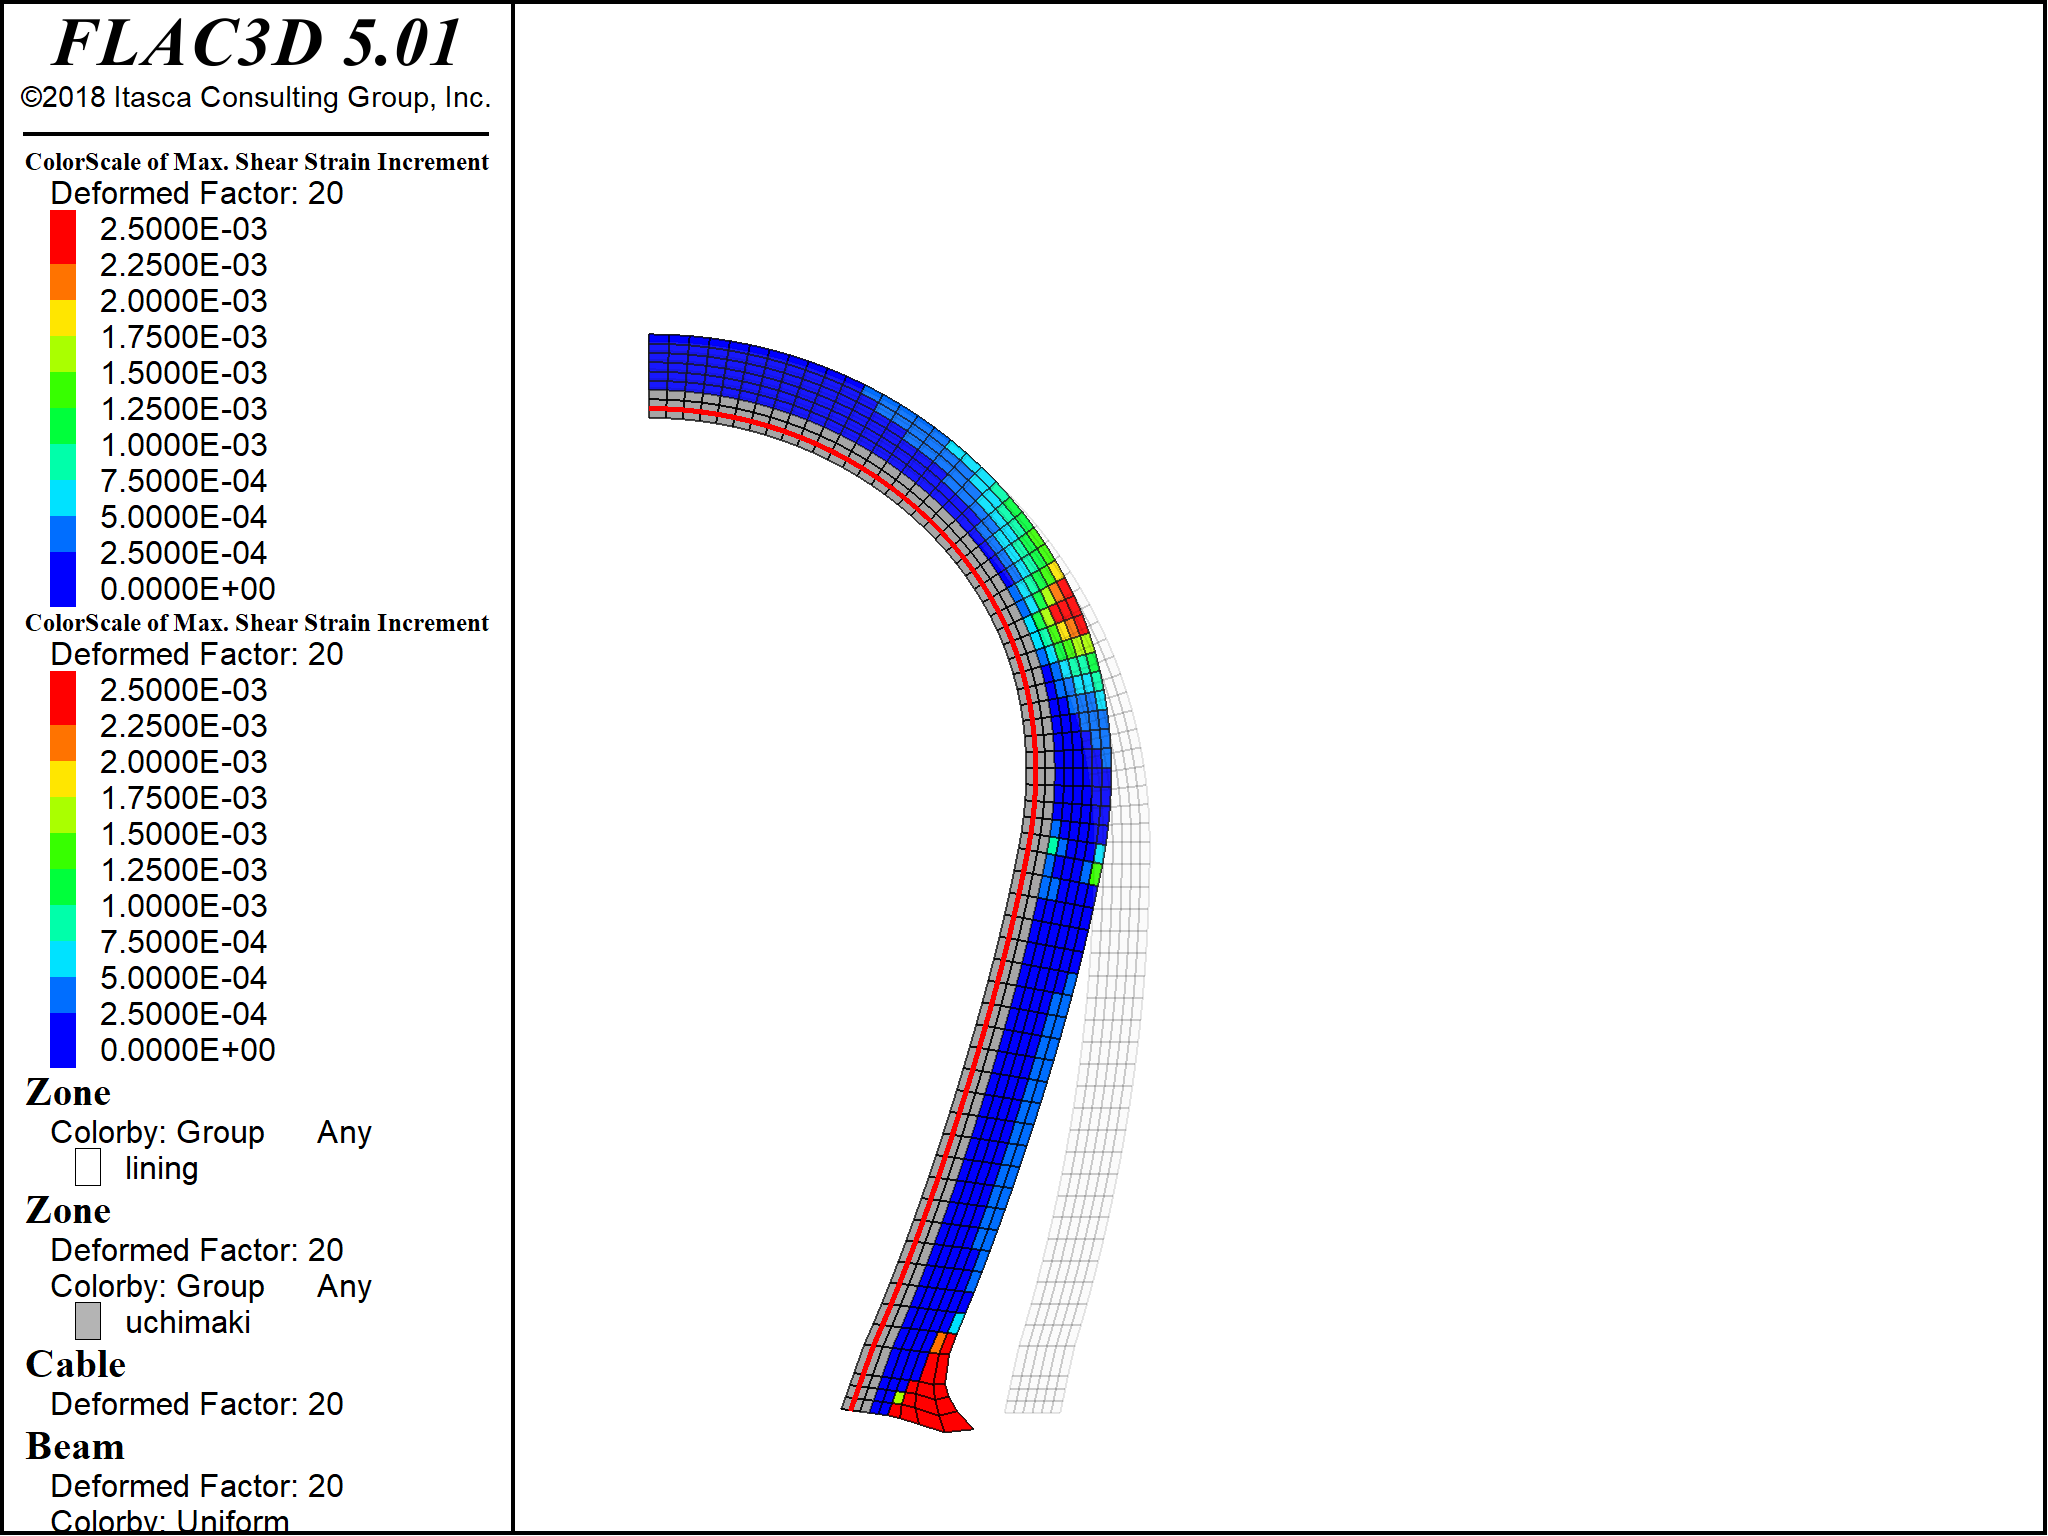 FLAC3D 5.01
©2018 Itasca Consulting Group, Inc.
ColorScale of Max. Shear Strain Increment
Deformed Factor: 20
2.5000E-03
2.2500E-03
2.0000E-03
1.7500E-03
1.5000E-03
1.2500E-03
1.0000E-03
7.5000E-04
5.0000E-04
2.5000E-04
0.0000E+00
ColorScale of Max. Shear Strain Increment
Deformed Factor: 20
2.5000E-03
2.2500E-03
2.0000E-03
1.7500E-03
1.5000E-03
1.2500E-03
1.0000E-03
7.5000E-04
5.0000E-04
2.5000E-04
0.0000E+00
Zone
Colorby: Group Any
lining
Zone
Deformed Factor: 20
Colorby: Group Any
uchimaki
Cable
Deformed Factor: 20
Beam
Deformed Factor: 20
Colorby: Uniform